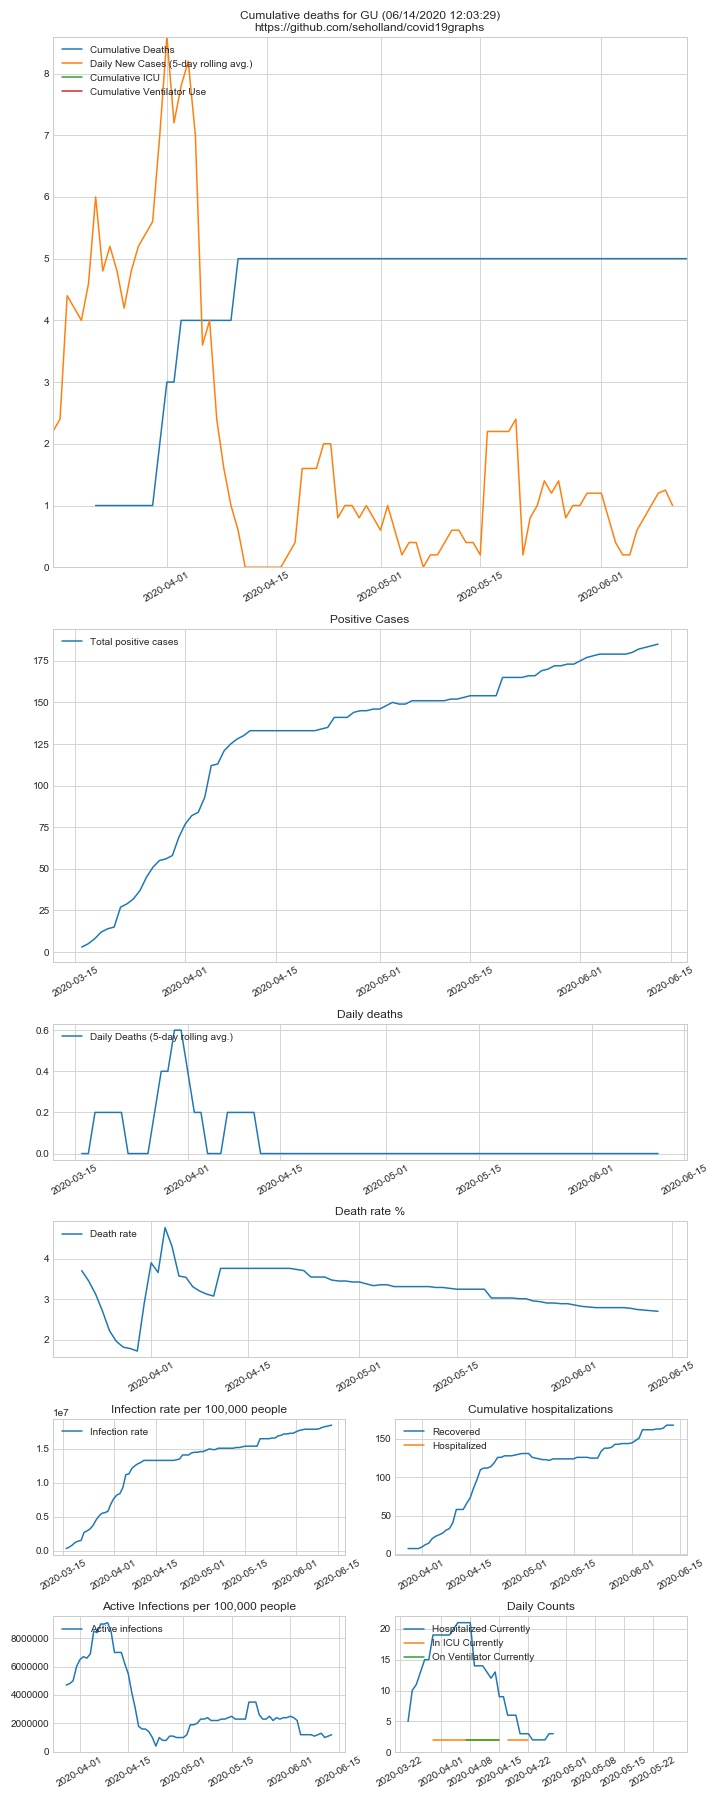 Cumulative deaths for GU (06/14/2020 12:03:29)
https://github.com/seholland/covid19graphs
Cumulative Deaths
Daily New Cases (5-day rolling avg.)
Cumulative ICU
Cumulative Ventilator Use
8
7
6
5
4
3
2
1
0
2020-04-01 2020-04-15 2020-05-01 2020-05-15 2020-06-01
Positive Cases
Total positive cases
175
150
125
100
75
50
25
0
2020-03-15 2020-04-01 2020-04-15 2020-05-01 2020-05-15 2020-06-01 2020-06-15
Daily deaths
Daily Deaths (5-day rolling avg.)
0.6
0.4
0.2
0.0
2020-03-15 2020-04-01 2020-04-15 2020-05-01 2020-05-15 2020-06-01 2020-06-15
Death rate %
Death rate
4
3
2
2020-04-01 2020-04-15 2020-05-01 2020-05-15 2020-06-01 2020-06-15
Infection rate per 100,000 people
1e7
Infection rate
1.5
1.0
0.5
0.0
2020-03-15 2020-04-01 2020-04-15 2020-05-01 2020-05-15 2020-06-01 2020-06-15
Cumulative hospitalizations
Recovered
Hospitalized
150
100
50
0
2020-04-01 2020-04-15 2020-05-01 2020-05-15 2020-06-01 2020-06-15
Active Infections per 100,000 people
Active infections
8000000
6000000
4000000
2000000
0
2020-04-01 2020-04-15 2020-05-01 2020-05-15 2020-06-01 2020-06-15
Daily Counts
Hospitalized Currently
In ICU Currently
On Ventilator Currently
20
15
10
5
0
2020-03-22 2020-04-01 2020-04-08 2020-04-15 2020-04-22 2020-05-01 2020-05-08 2020-05-15 2020-05-22